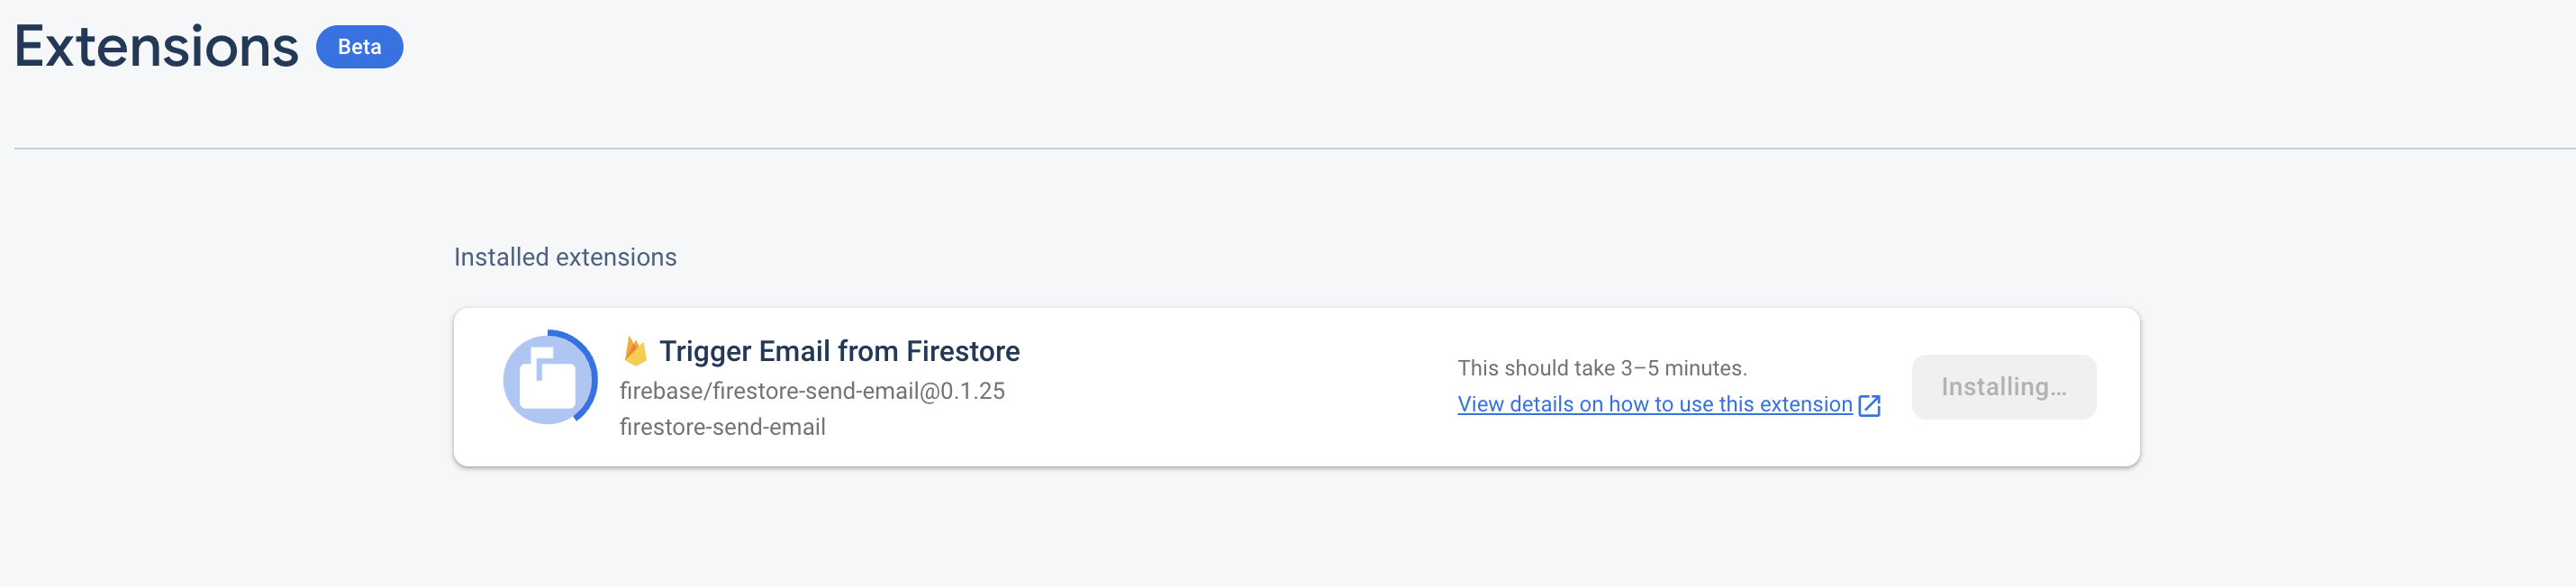 Extensions Beta
Installed extensions
Trigger Email from Firestore
firebase/firestore-send-email@0.1.25
firestore-send-email
This should take 3–5 minutes.
View details on how to use this extension
Installing…